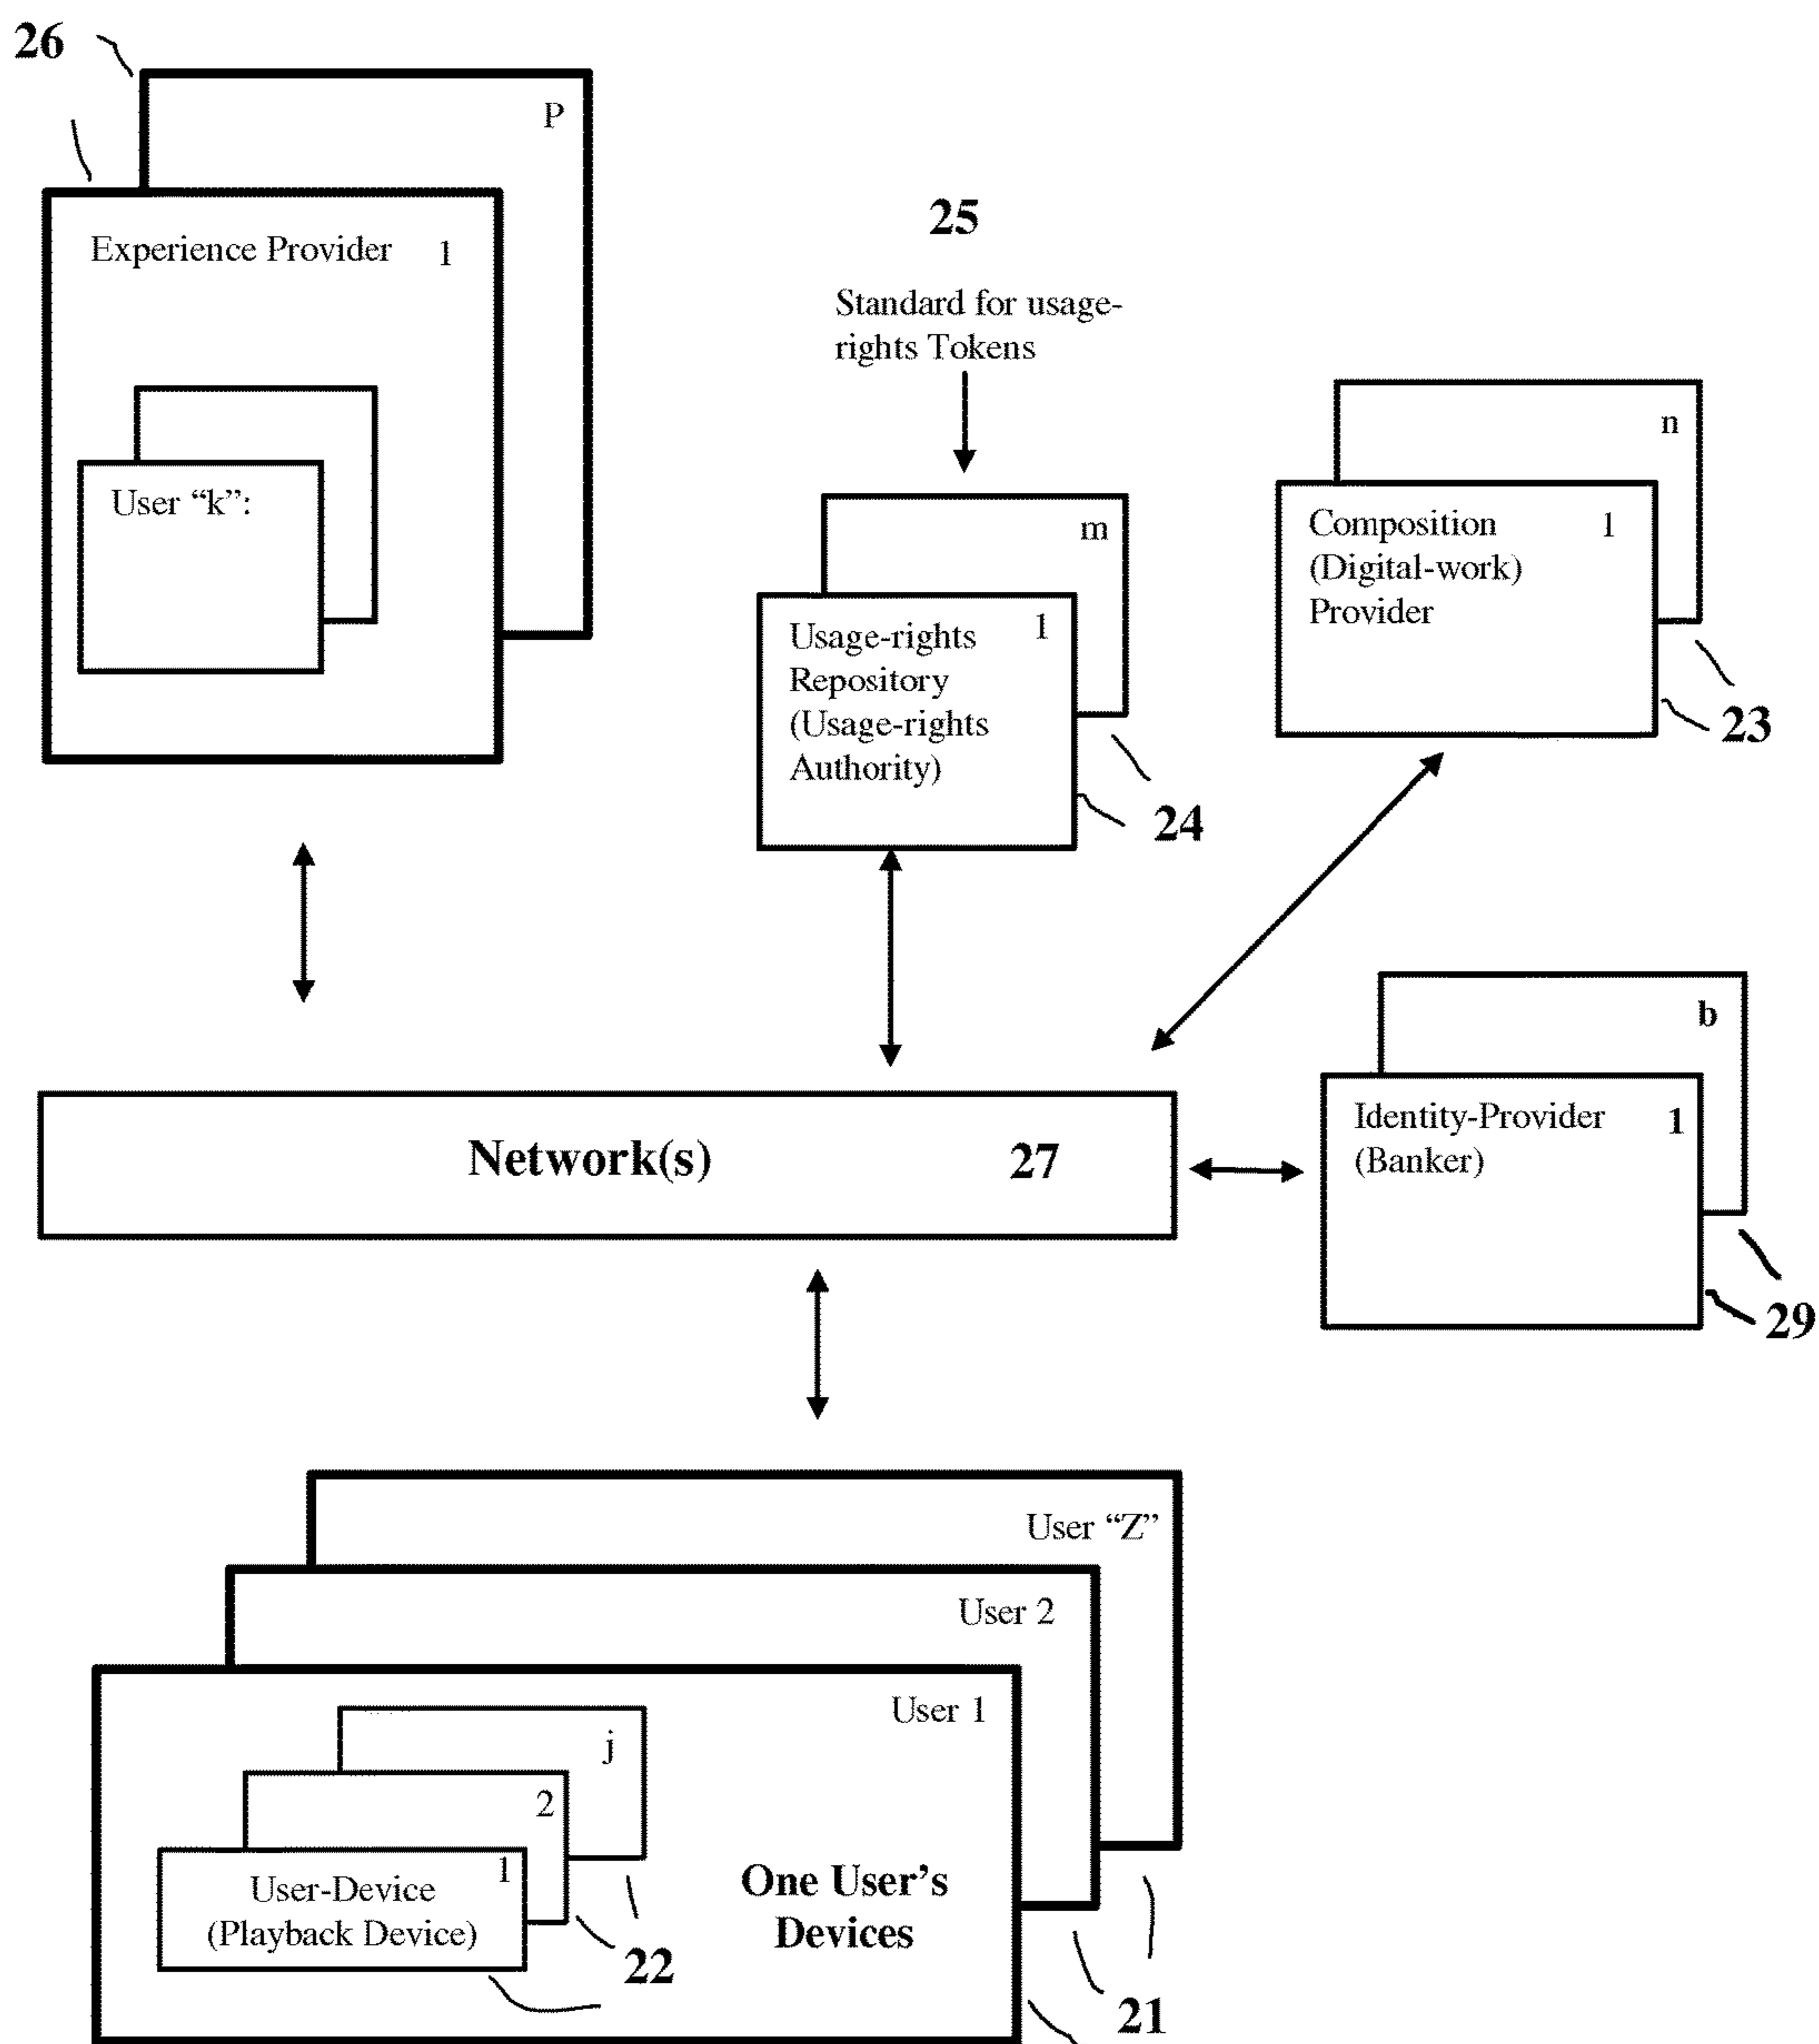 26
P
Experience Provider 1
User “k”:
25
Standard for usage-
rights Tokens
m
Usage-rights 1
Repository
(Usage-rights
Authority)
24
n
Composition 1
(Digital-work)
Provider
23
b
Identity-Provider 1
(Banker)
29
Network(s) 27
User “Z”
User 2
User 1
j
2
1
User-Device
(Playback Device)
22
One User’s
Devices
21